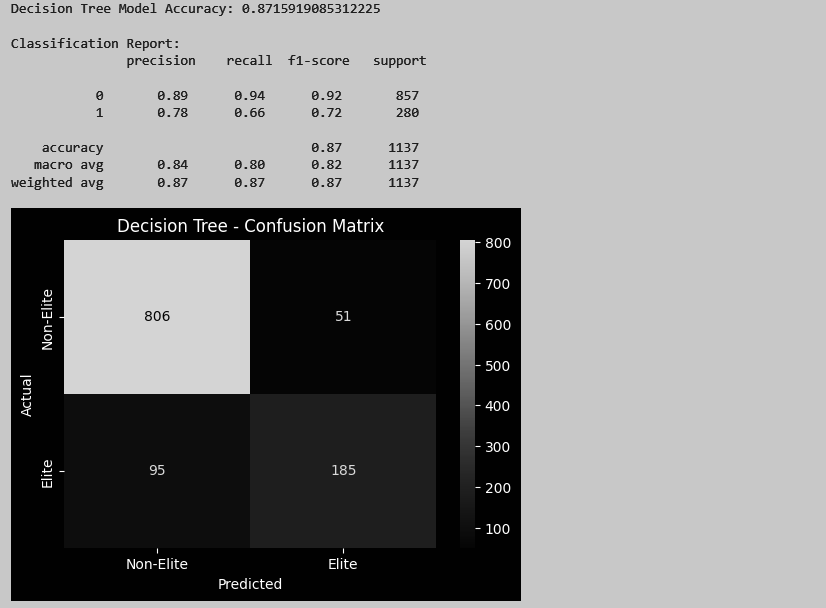 Decision Tree Model Accuracy: 0.8715919085312225
Classification Report:
precision recall f1-score support
0 0.89 0.94 0.92 857
1 0.78 0.66 0.72 280
accuracy 0.87 1137
macro avg 0.84 0.80 0.82 1137
weighted avg 0.87 0.87 0.87 1137
Decision Tree - Confusion Matrix
Actual
Non-Elite
806 51
Elite
95 185
Non-Elite Elite
Predicted
800
700
600
500
400
300
200
100